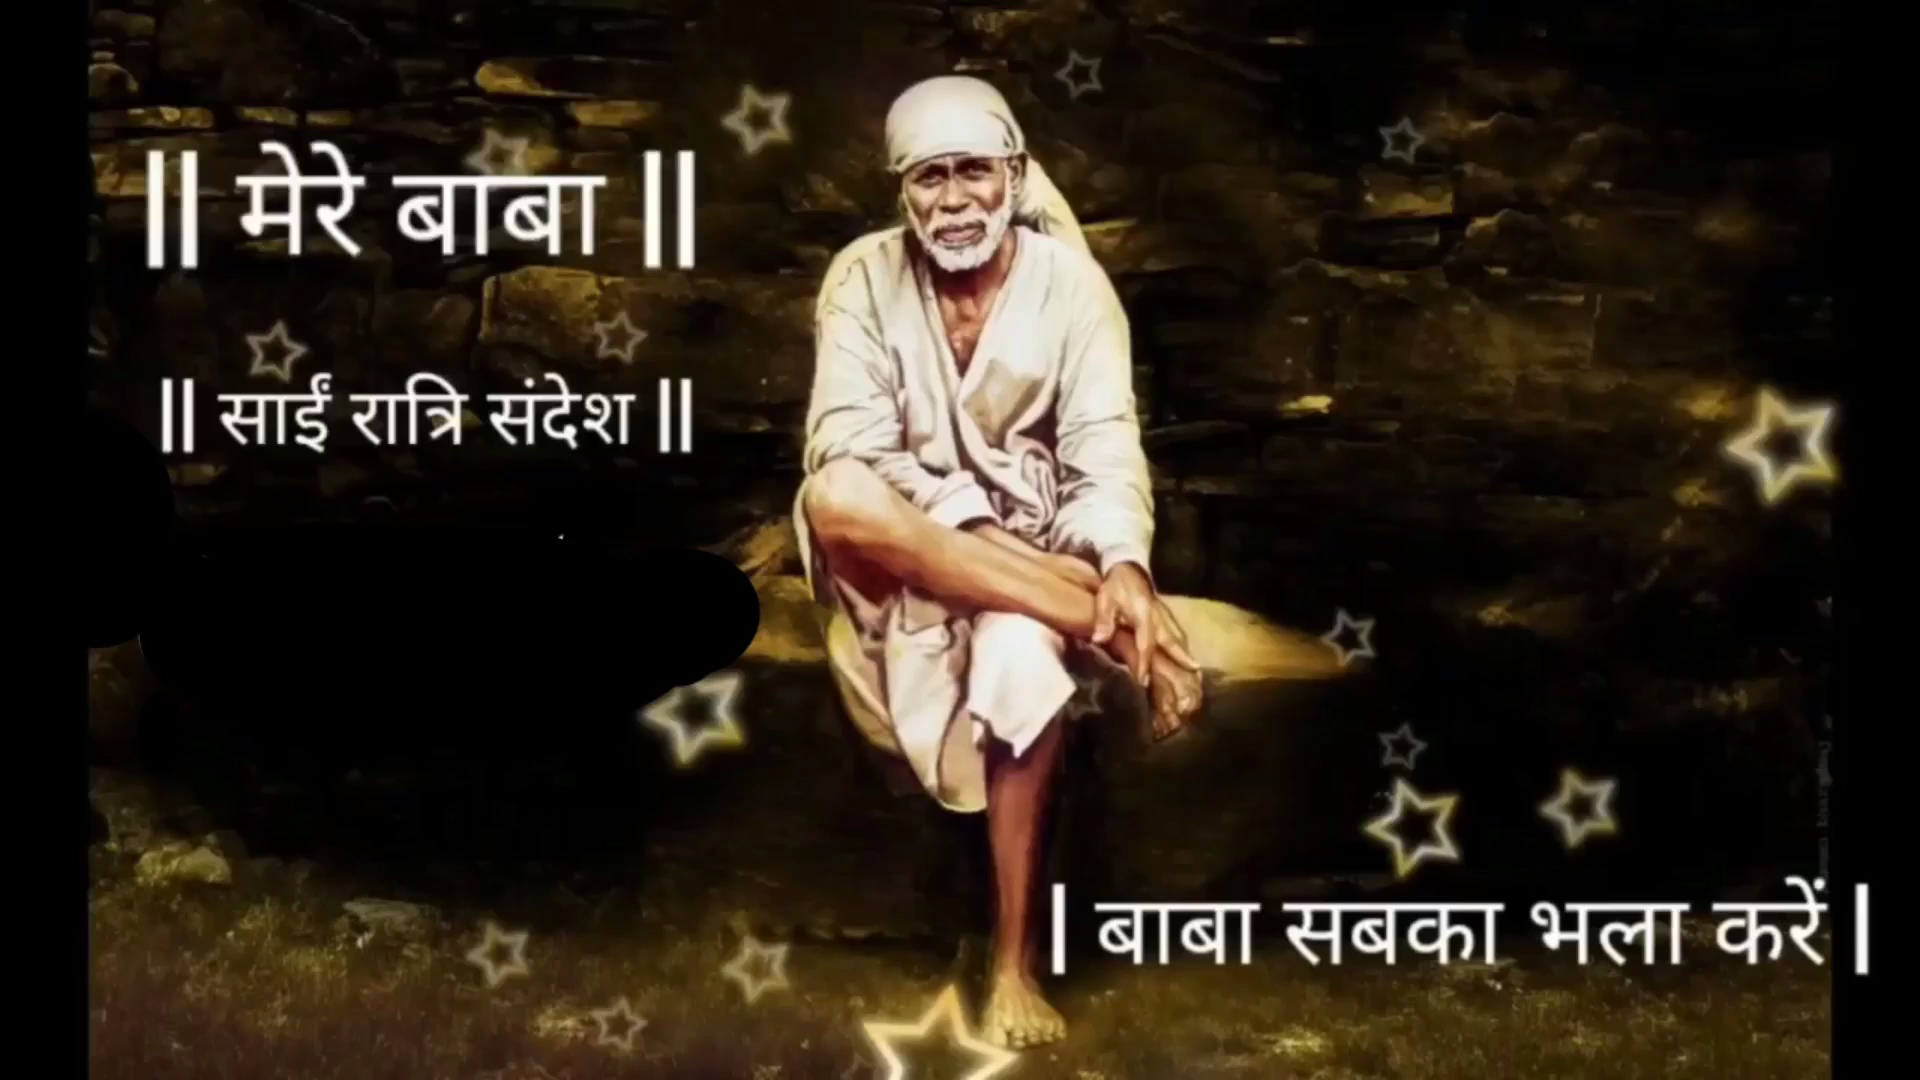 || मेरे बाबा ||
|| साईं रात्रि संदेश ||
| बाबा सबका भला करें |